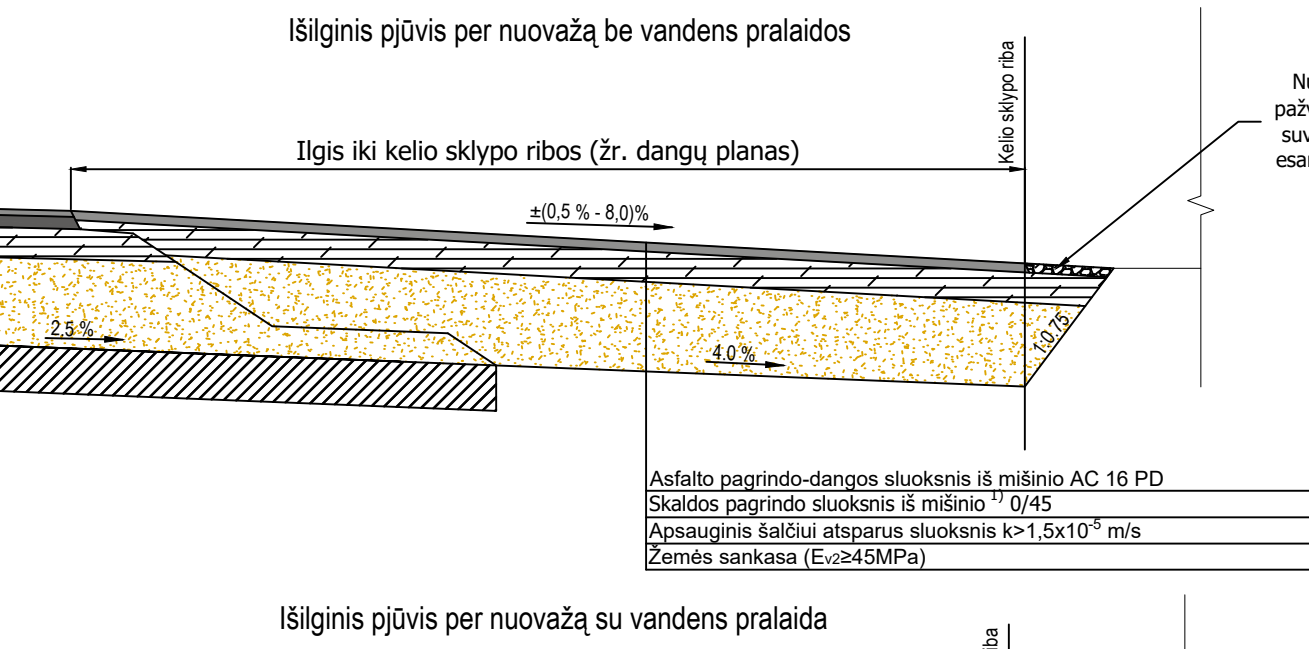 Išilginis pjūvis per nuovažą be vandens pralaidos
Kelio sklypo riba
Ilgis iki kelio sklypo ribos (žr. dangų planas)
±(0,5 % - 8,0)%
2.5 %
4.0 %
1:0.75
Asfalto pagrindo-dangos sluoksnis iš mišinio AC 16 PD
Skaldos pagrindo sluoksnis iš mišinio ¹⁾ 0/45
Apsauginis šalčiui atsparus sluoksnis k>1,5x10⁻⁵ m/s
Žemės sankasa (Ev2≥45MPa)
Išilginis pjūvis per nuovažą su vandens pralaida